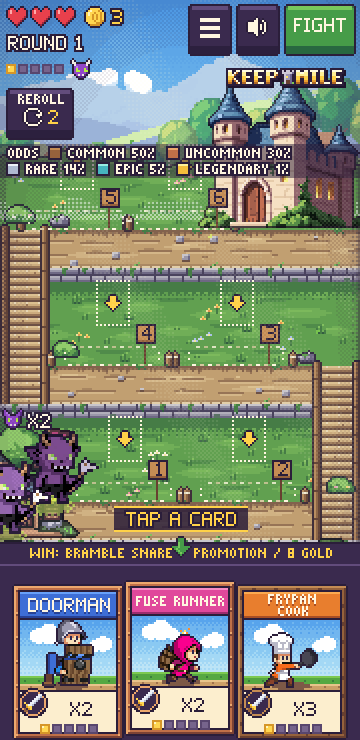 3
FIGHT
ROUND 1
KEEP MILE
REROLL
2
ODDS COMMON 50% UNCOMMON 30%
RARE 14% EPIC 5% LEGENDARY 1%
5
6
4
3
X2
1
2
TAP A CARD
WIN: BRAMBLE SNARE PROMOTION / 8 GOLD
DOORMAN
FUSE RUNNER
FRYPAN
COOK
X2
X2
X3